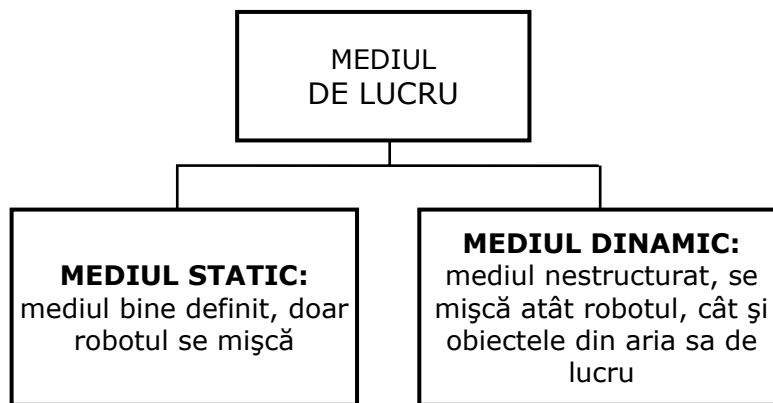 MEDIUL
DE LUCRU
MEDIUL STATIC:
mediul bine definit, doar
robotul se mişcă
MEDIUL DINAMIC:
mediul nestructurat, se
mişcă atât robotul, cât şi
obiectele din aria sa de
lucru